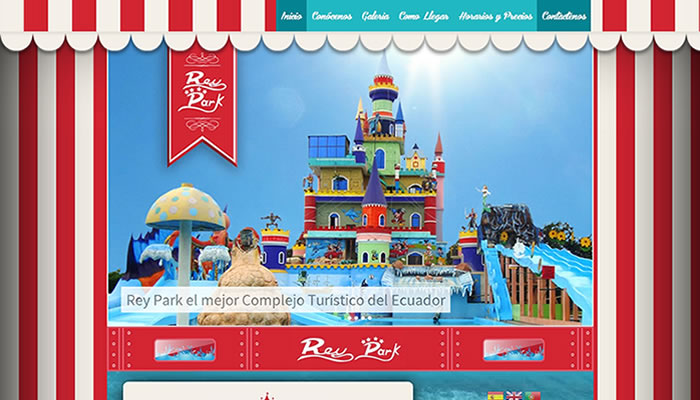 Inicio Conócenos Galeria Como Llegar Horarios y Precios Contactenos
Rey
Park
Rey Park el mejor Complejo Turístico del Ecuador
Rey Park